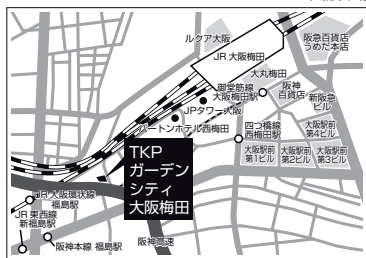 ルクア大阪
阪急百貨店
うめだ本店
JR 大阪梅田
大丸梅田
御堂筋線
大阪梅田駅
阪神
百貨店
新阪急
ビル
JPタワー大阪
バートンホテル西梅田
四つ橋線
西梅田駅
大阪駅前
第4ビル
大阪駅前
第1ビル
大阪駅前
第2ビル
大阪駅前
第3ビル
TKP
ガーデン
シティ
大阪梅田
JR 大阪環状線
福島駅
JR 東西線
新福島駅
阪神本線 福島駅
阪神高速